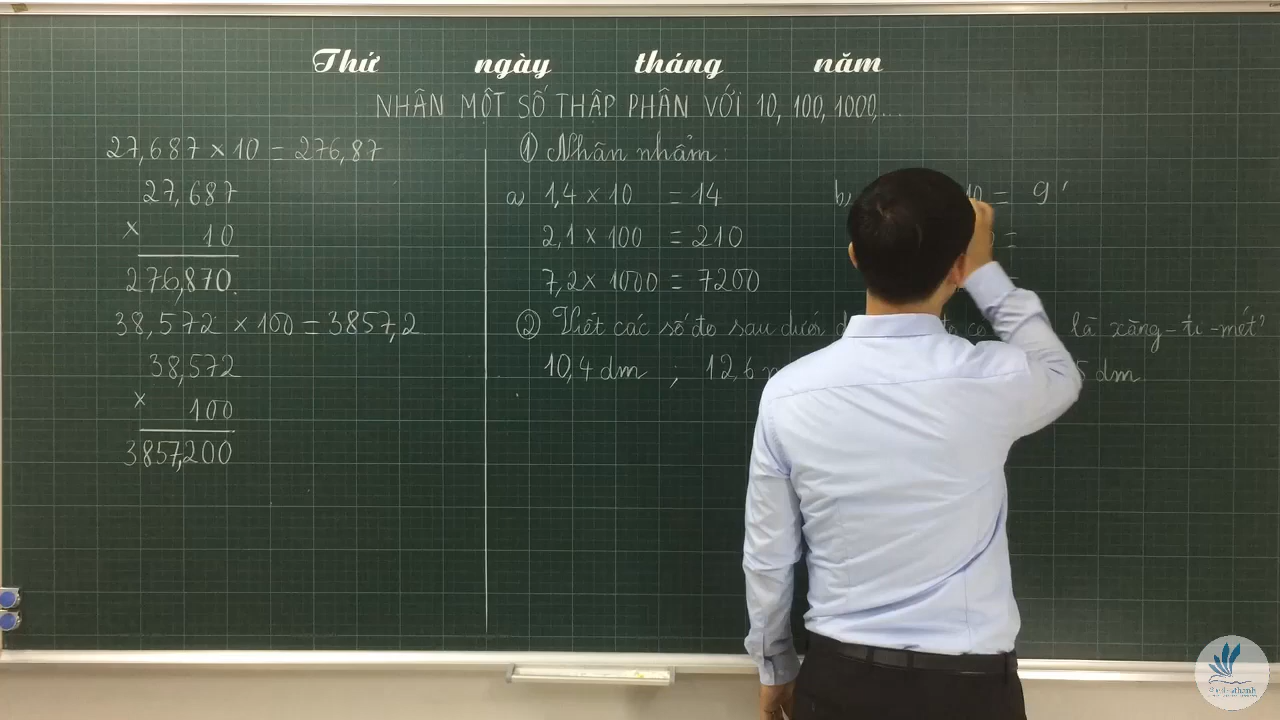 Thứ ngày tháng năm
NHÂN MỘT SỐ THẬP PHÂN VỚI 10, 100, 1000,...
27,687 × 10 = 276,87
27,687
× 10
276,870
38,572 × 100 = 3857,2
38,572
× 100
3857,200
① Nhân nhẩm:
a) 1,4 × 10 = 14
2,1 × 100 = 210
7,2 × 1000 = 7200
b) 10 = 9
=
② Viết các số đo sau dưới là xăng-ti-mét
10,4 dm ; 12,6 5 dm